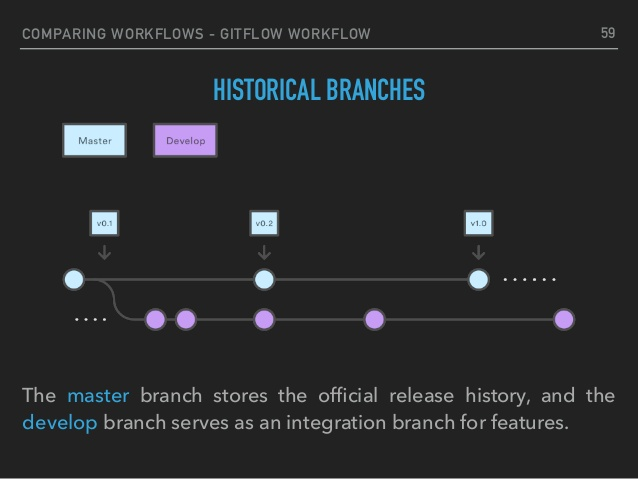 COMPARING WORKFLOWS - GITFLOW WORKFLOW 59
HISTORICAL BRANCHES
Master Develop
v0.1 v0.2 v1.0
The master branch stores the official release history, and the
develop branch serves as an integration branch for features.